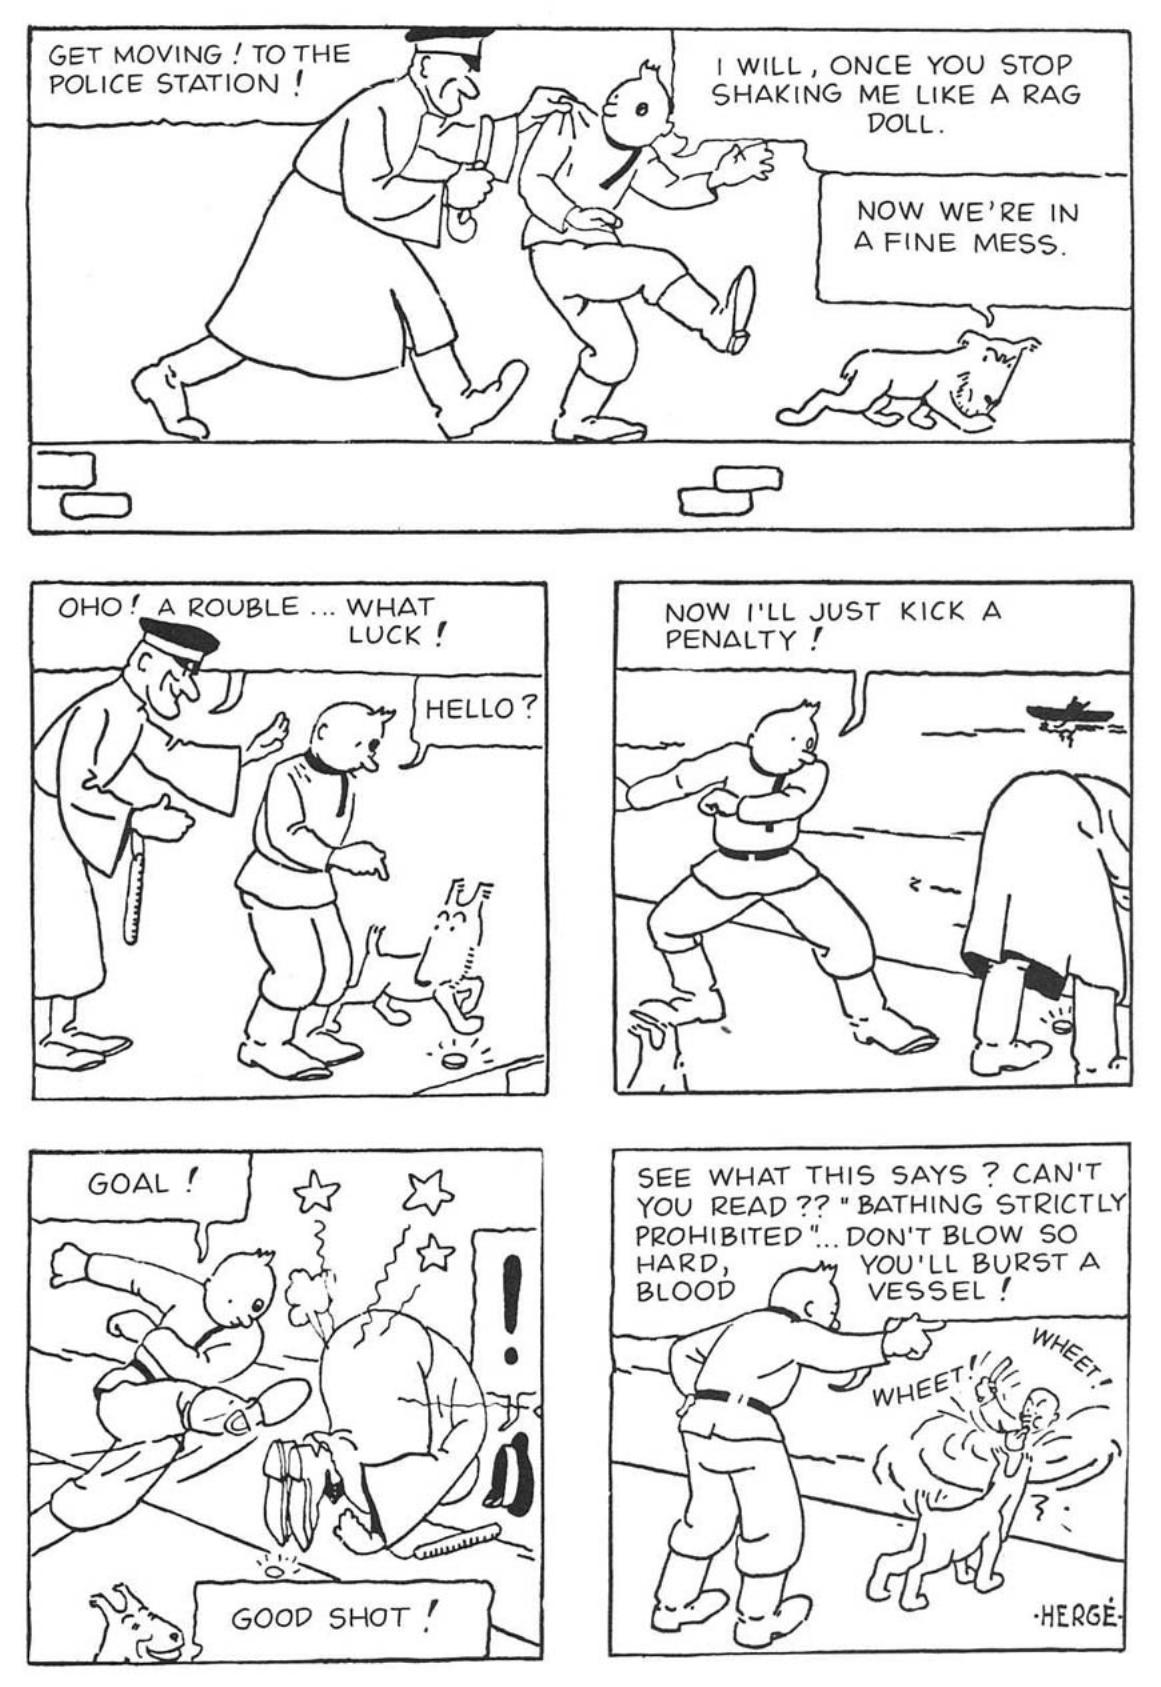 GET MOVING! TO THE
POLICE STATION!
I WILL, ONCE YOU STOP
SHAKING ME LIKE A RAG
DOLL.
NOW WE'RE IN
A FINE MESS.
OHO! A ROUBLE... WHAT
LUCK!
HELLO?
NOW I'LL JUST KICK A
PENALTY!
GOAL!
!
GOOD SHOT!
SEE WHAT THIS SAYS? CAN'T
YOU READ?? "BATHING STRICTLY
PROHIBITED"... DON'T BLOW SO
HARD, YOU'LL BURST A
BLOOD VESSEL!
WHEET!
WHEET!
?
·HERGÉ·